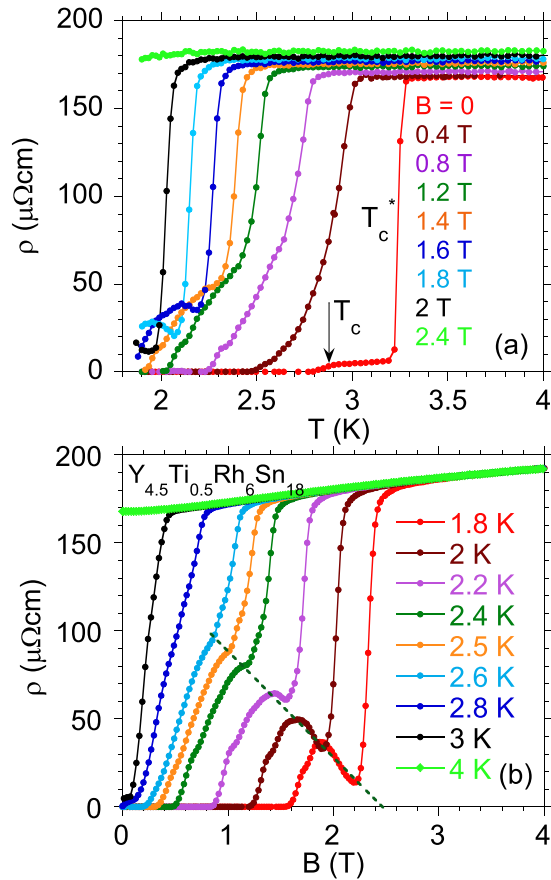 200
150
100
50
0
ρ (μΩcm)
B = 0
0.4 T
0.8 T
1.2 T
1.4 T
1.6 T
1.8 T
2 T
2.4 T
T_c^*
T_c
(a)
2 2.5 3 3.5 4
T (K)
200
150
100
50
0
ρ (μΩcm)
Y_4.5Ti_0.5Rh_6Sn_18
1.8 K
2 K
2.2 K
2.4 K
2.5 K
2.6 K
2.8 K
3 K
4 K
(b)
0 1 2 3 4
B (T)